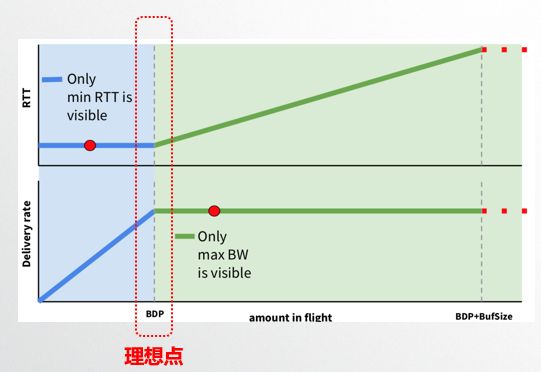 RTT
Only
min RTT is
visible
Delivery rate
Only
max BW
is visible
BDP
amount in flight
BDP+BufSize
理想点